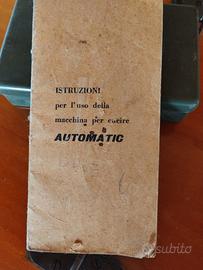 ISTRUZIONI
per l'uso della
macchina per cucire
AUTOMATIC
subito